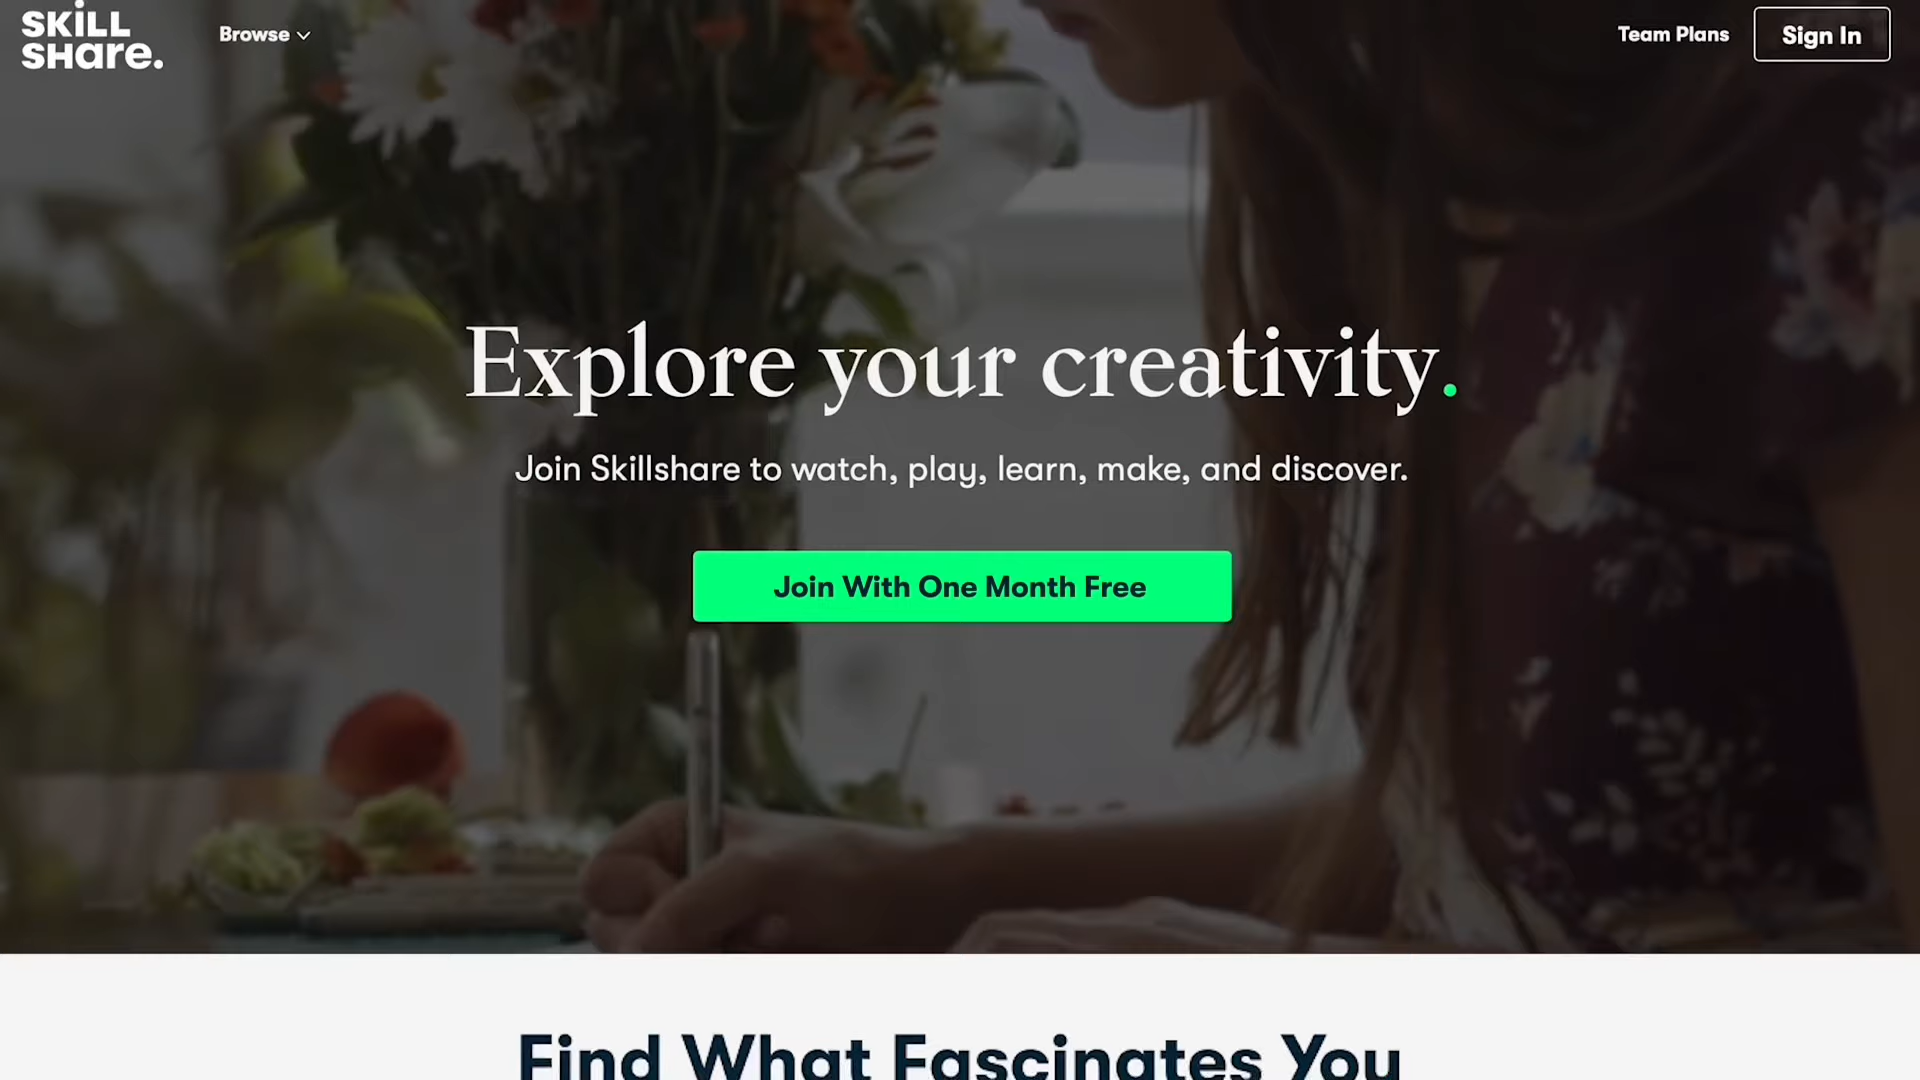 SKiLL
SHare.
Browse
Team Plans
Sign In
Explore your creativity.
Join Skillshare to watch, play, learn, make, and discover.
Join With One Month Free
Find What Fascinates You